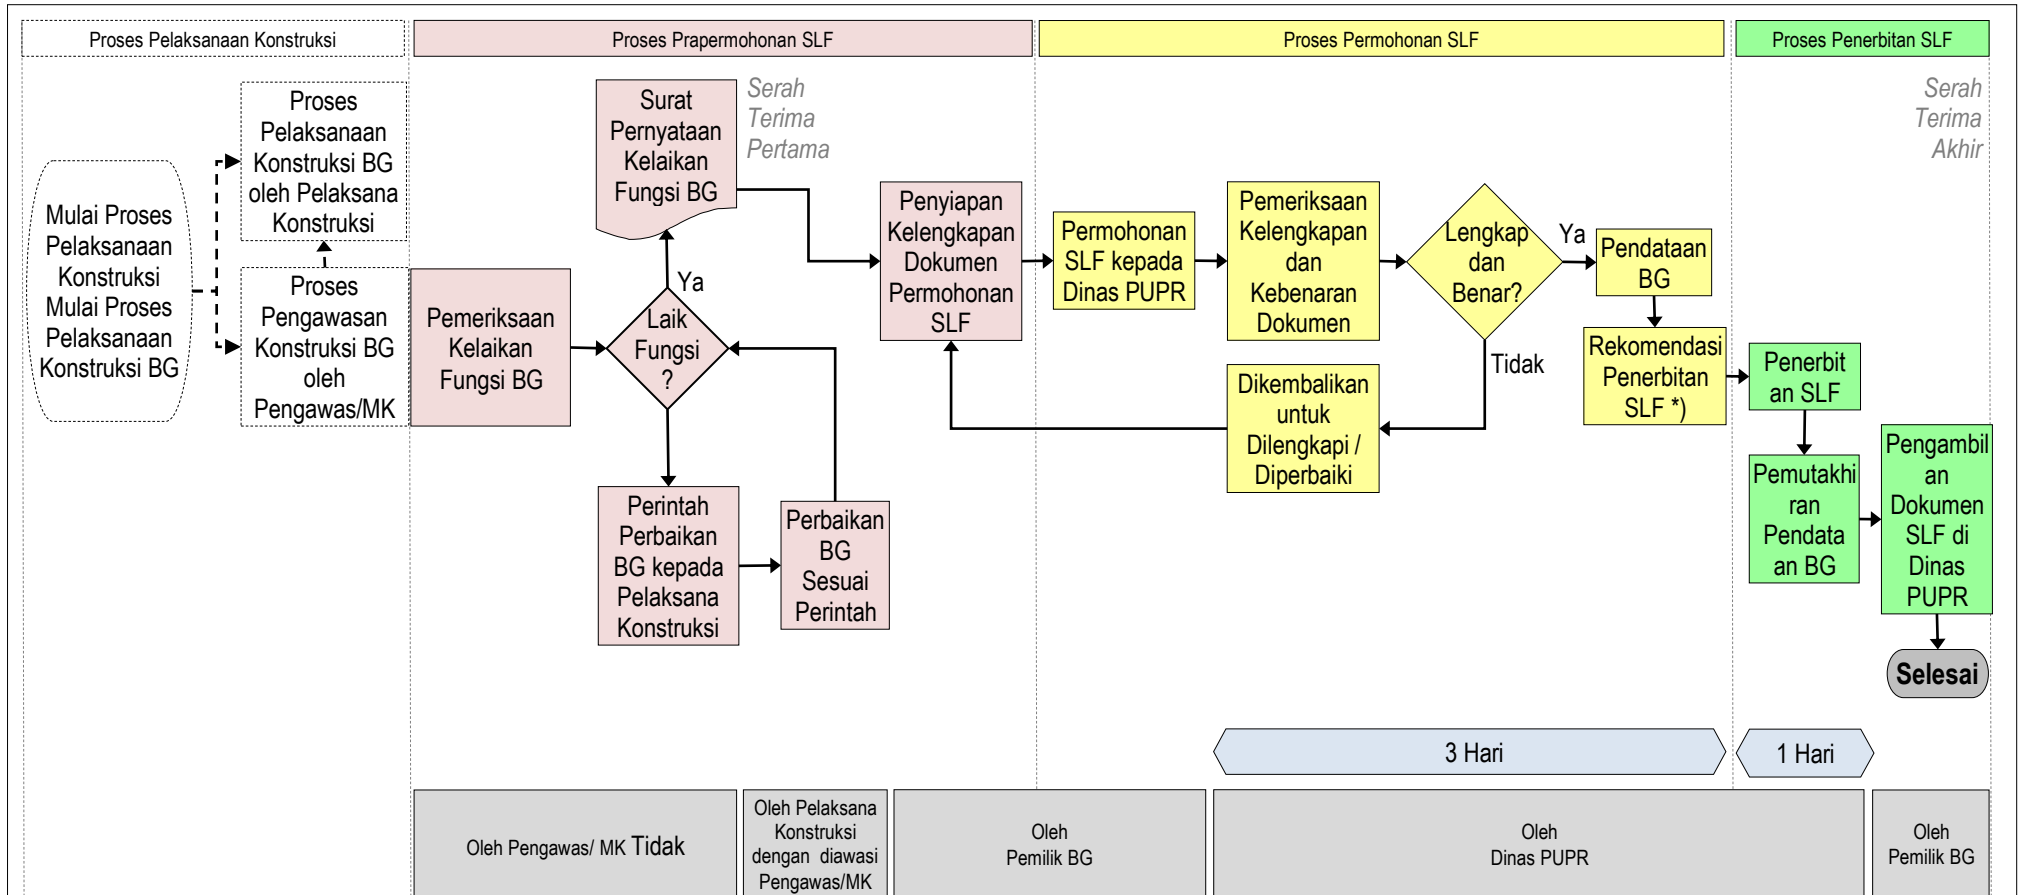 Proses Pelaksanaan Konstruksi
Proses Prapermohonan SLF
Proses Permohonan SLF
Proses Penerbitan SLF
Mulai Proses
Pelaksanaan
Konstruksi
Mulai Proses
Pelaksanaan
Konstruksi BG
Proses
Pelaksanaan
Konstruksi BG
oleh Pelaksana
Konstruksi
Proses
Pengawasan
Konstruksi BG
oleh
Pengawas/MK
Pemeriksaan
Kelaikan
Fungsi BG
Surat
Pernyataan
Kelaikan
Fungsi BG
Serah
Terima
Pertama
Ya
Laik
Fungsi
?
Perintah
Perbaikan
BG kepada
Pelaksana
Konstruksi
Perbaikan
BG
Sesuai
Perintah
Penyiapan
Kelengkapan
Dokumen
Permohonan
SLF
Permohonan
SLF kepada
Dinas PUPR
Pemeriksaan
Kelengkapan
dan
Kebenaran
Dokumen
Lengkap
dan
Benar?
Ya
Tidak
Dikembalikan
untuk
Dilengkapi /
Diperbaiki
Pendataan
BG
Rekomendasi
Penerbitan
SLF *)
Serah
Terima
Akhir
Penerbit
an SLF
Pemutakhi
ran
Pendata
an BG
Pengambil
an
Dokumen
SLF di
Dinas
PUPR
Selesai
3 Hari
1 Hari
Oleh Pengawas/ MK Tidak
Oleh Pelaksana
Konstruksi
dengan diawasi
Pengawas/MK
Oleh
Pemilik BG
Oleh
Dinas PUPR
Oleh
Pemilik BG